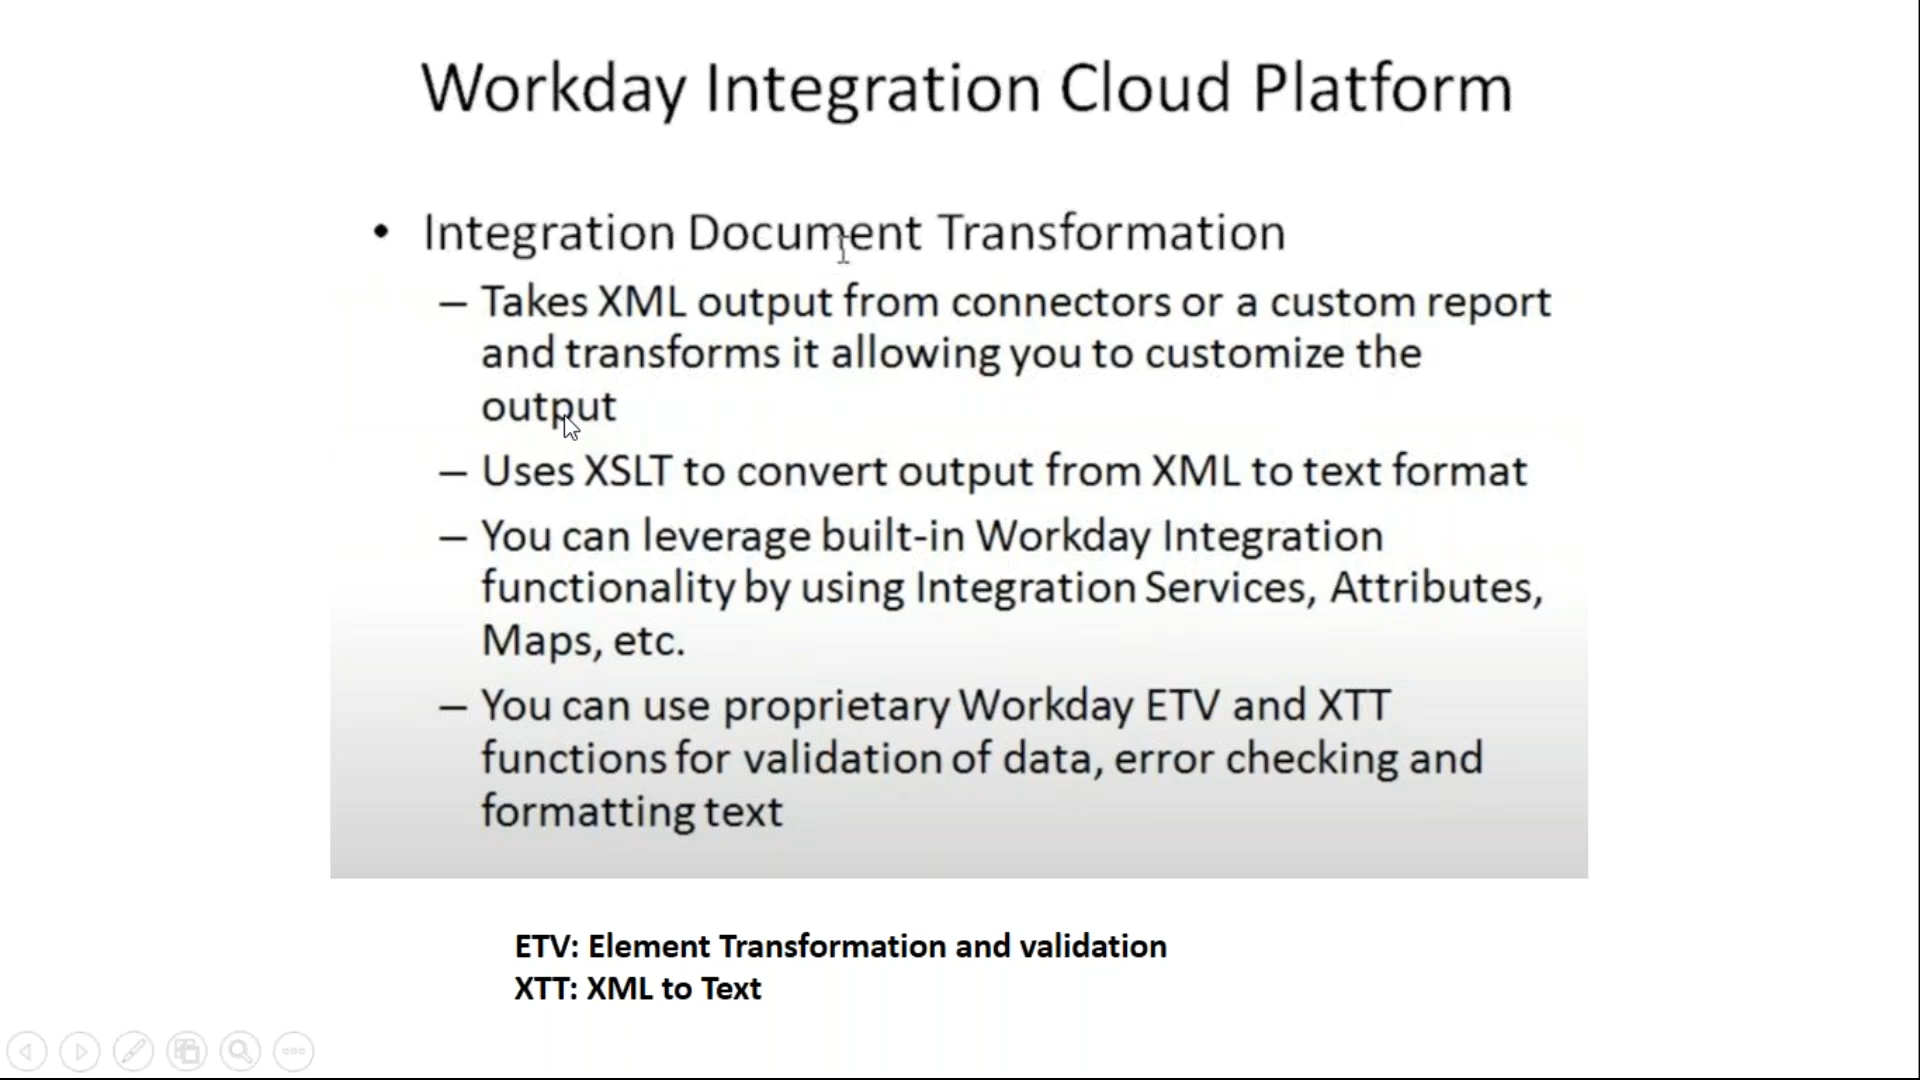 Workday Integration Cloud Platform
• Integration Document Transformation
– Takes XML output from connectors or a custom report
and transforms it allowing you to customize the
output
– Uses XSLT to convert output from XML to text format
– You can leverage built-in Workday Integration
functionality by using Integration Services, Attributes,
Maps, etc.
– You can use proprietary Workday ETV and XTT
functions for validation of data, error checking and
formatting text
ETV: Element Transformation and validation
XTT: XML to Text